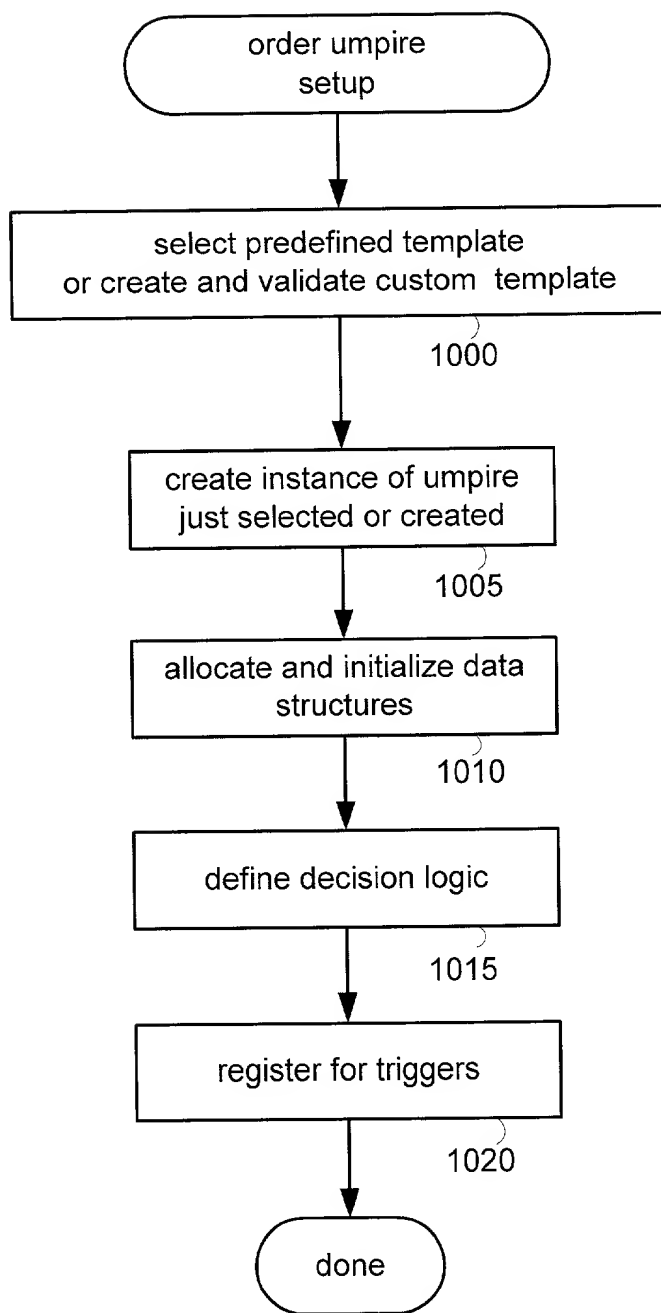 order umpire
setup
select predefined template
or create and validate custom template
1000
create instance of umpire
just selected or created
1005
allocate and initialize data
structures
1010
define decision logic
1015
register for triggers
1020
done